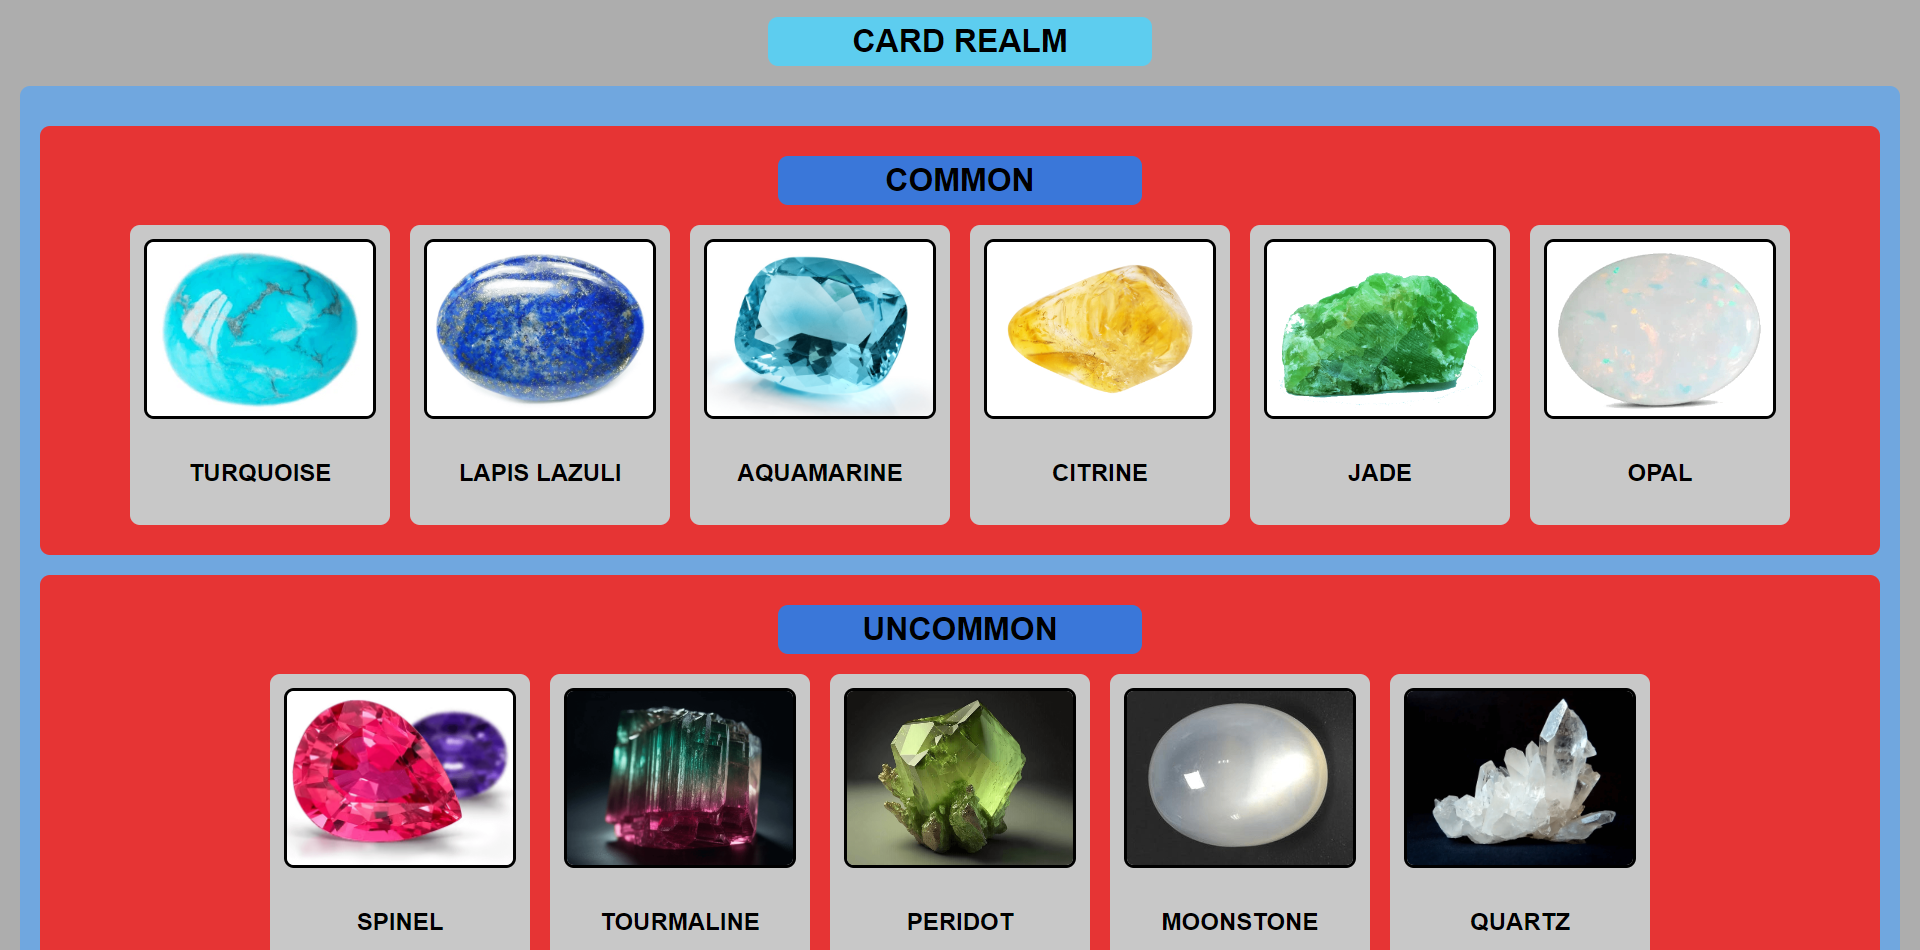 CARD REALM
COMMON
TURQUOISE
LAPIS LAZULI
AQUAMARINE
CITRINE
JADE
OPAL
UNCOMMON
SPINEL
TOURMALINE
PERIDOT
MOONSTONE
QUARTZ